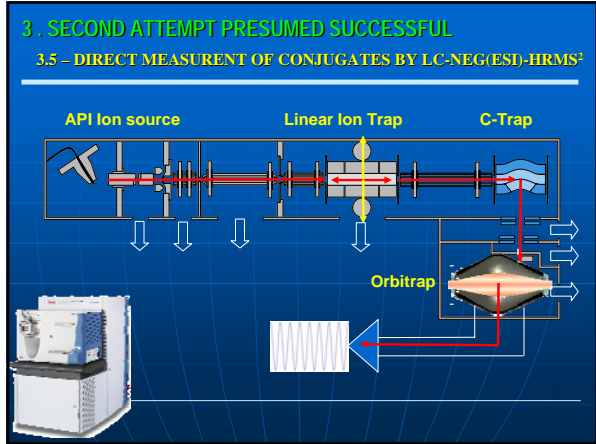 3 . SECOND ATTEMPT PRESUMED SUCCESSFUL
3.5 – DIRECT MEASURENT OF CONJUGATES BY LC-NEG(ESI)-HRMS²
API Ion source
Linear Ion Trap
C-Trap
Orbitrap